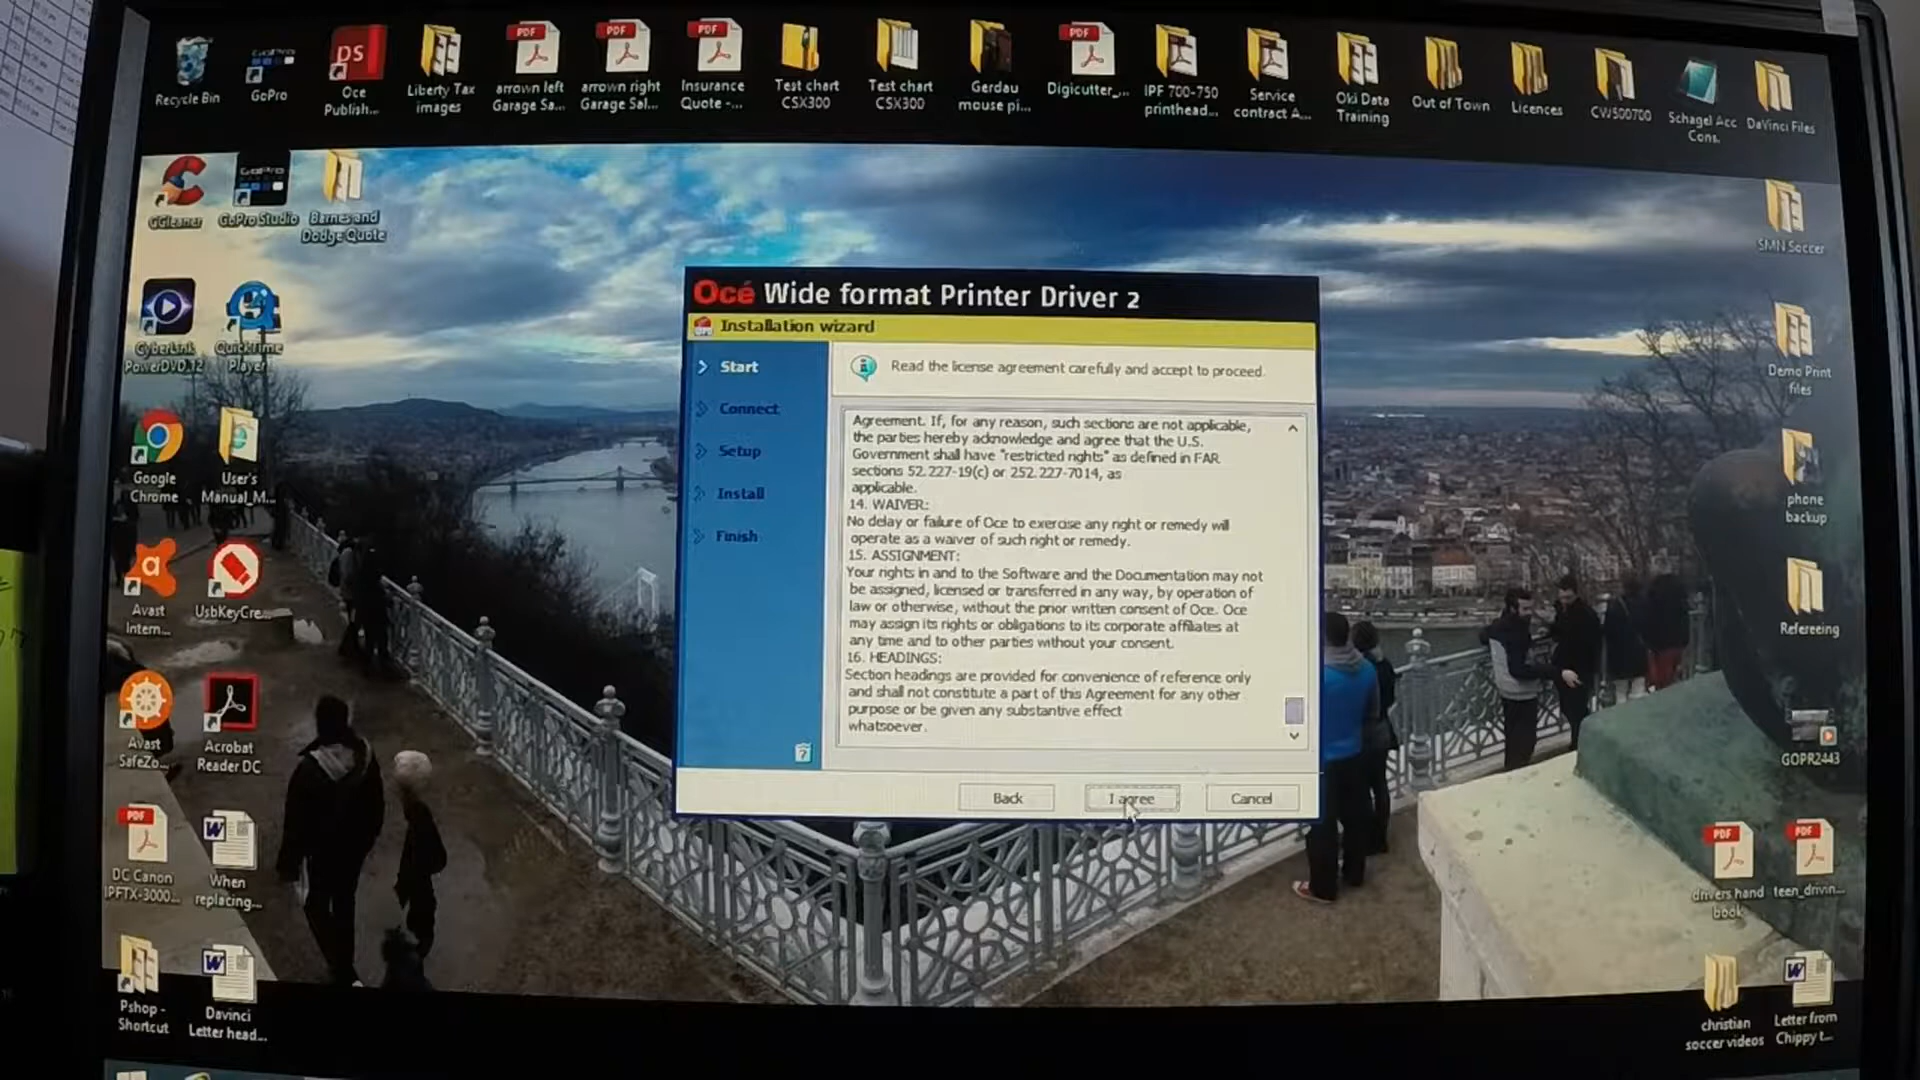 Recycle Bin
GoPro
DS
Oce
Publish...
Liberty Tax
images
PDF
arrown left
Garage Sa...
PDF
arrown right
Garage Sal...
PDF
Insurance
Quote -...
Test chart
CSX300
Test chart
CSX300
Gerdau
mouse pi...
PDF
Digicutter_...
IPF 700-750
printhead...
Service
contract A...
Oki Data
Training
Out of Town
Licences
CW500700
Schagel Acc
Cons.
DaVinci Files
CCleaner
GoPro
GoPro Studio
Barnes and
Dodge Quote
SMN Soccer
CyberLink
PowerDVD 12
QuickTime
Player
Demo Print
files
Google
Chrome
User's
Manual_M...
phone
backup
Avast
Intern...
UsbKeyCre...
Refereeing
Avast
SafeZo...
Acrobat
Reader DC
GOPR2443
PDF
DC Canon
IPFTX-3000...
When
replacing...
PDF
drivers hand
book
PDF
teen_drivin...
Pshop -
Shortcut
Davinci
Letter head...
christian
soccer videos
Letter from
Chippy t...
Océ Wide format Printer Driver 2
Installation wizard
Start
Connect
Setup
Install
Finish
Read the license agreement carefully and accept to proceed.
Agreement. If, for any reason, such sections are not applicable,
the parties hereby acknowledge and agree that the U.S.
Government shall have "restricted rights" as defined in FAR
sections 52.227-19(c) or 252.227-7014, as
applicable.
14. WAIVER:
No delay or failure of Oce to exercise any right or remedy will
operate as a waiver of such right or remedy.
15. ASSIGNMENT:
Your rights in and to the Software and the Documentation may not
be assigned, licensed or transferred in any way, by operation of
law or otherwise, without the prior written consent of Oce. Oce
may assign its rights or obligations to its corporate affiliates at
any time and to other parties without your consent.
16. HEADINGS:
Section headings are provided for convenience of reference only
and shall not constitute a part of this Agreement for any other
purpose or be given any substantive effect
whatsoever.
Back
I agree
Cancel